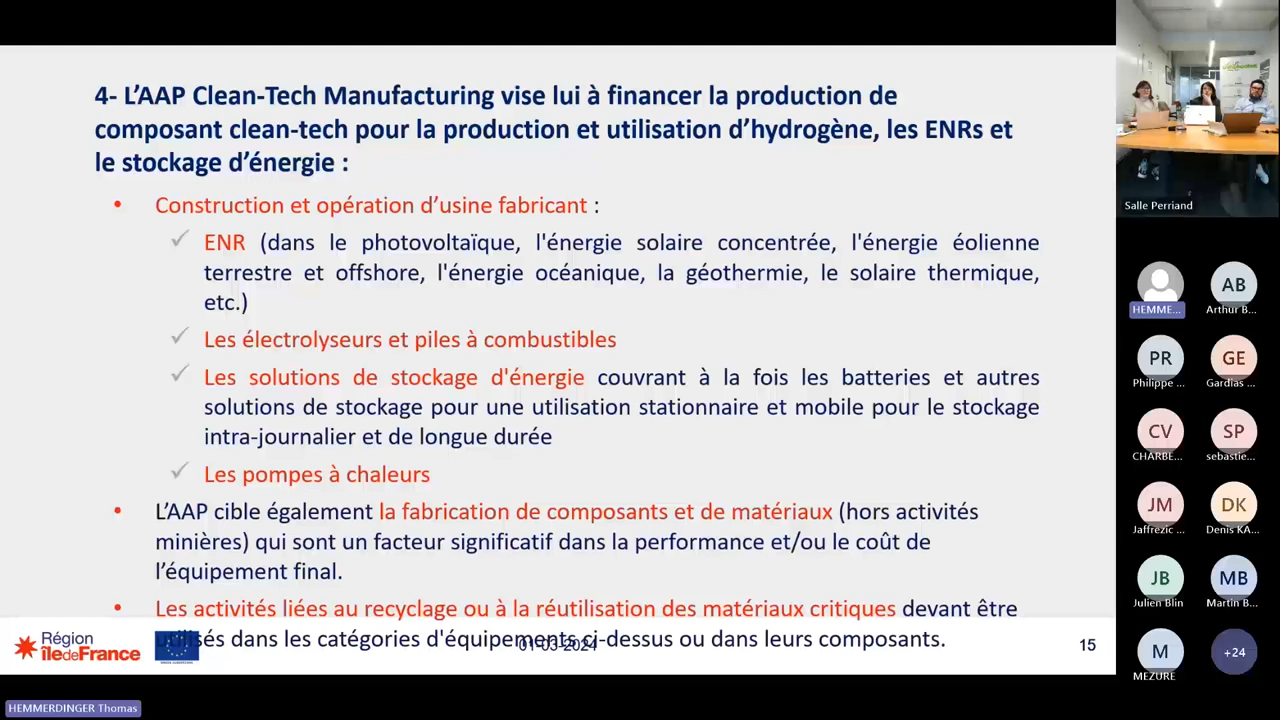 4- L’AAP Clean-Tech Manufacturing vise lui à financer la production de
composant clean-tech pour la production et utilisation d’hydrogène, les ENRs et
le stockage d’énergie :
• Construction et opération d’usine fabricant :
✓ ENR (dans le photovoltaïque, l'énergie solaire concentrée, l'énergie éolienne
terrestre et offshore, l'énergie océanique, la géothermie, le solaire thermique,
etc.)
✓ Les électrolyseurs et piles à combustibles
✓ Les solutions de stockage d'énergie couvrant à la fois les batteries et autres
solutions de stockage pour une utilisation stationnaire et mobile pour le stockage
intra-journalier et de longue durée
✓ Les pompes à chaleurs
• L’AAP cible également la fabrication de composants et de matériaux (hors activités
minières) qui sont un facteur significatif dans la performance et/ou le coût de
l’équipement final.
• Les activités liées au recyclage ou à la réutilisation des matériaux critiques devant être
utilisés dans les catégories d'équipements ci-dessus ou dans leurs composants.
Région
îledeFrance
01-03-2024
15
HEMMERDINGER Thomas
Salle Perriand
HEMME...
AB
Arthur B...
PR
Philippe ...
GE
Gardias ...
CV
CHARBE...
SP
sebastie...
JM
Jaffrezic ...
DK
Denis KA...
JB
Julien Blin
MB
Martin B...
M
MEZURE
+24